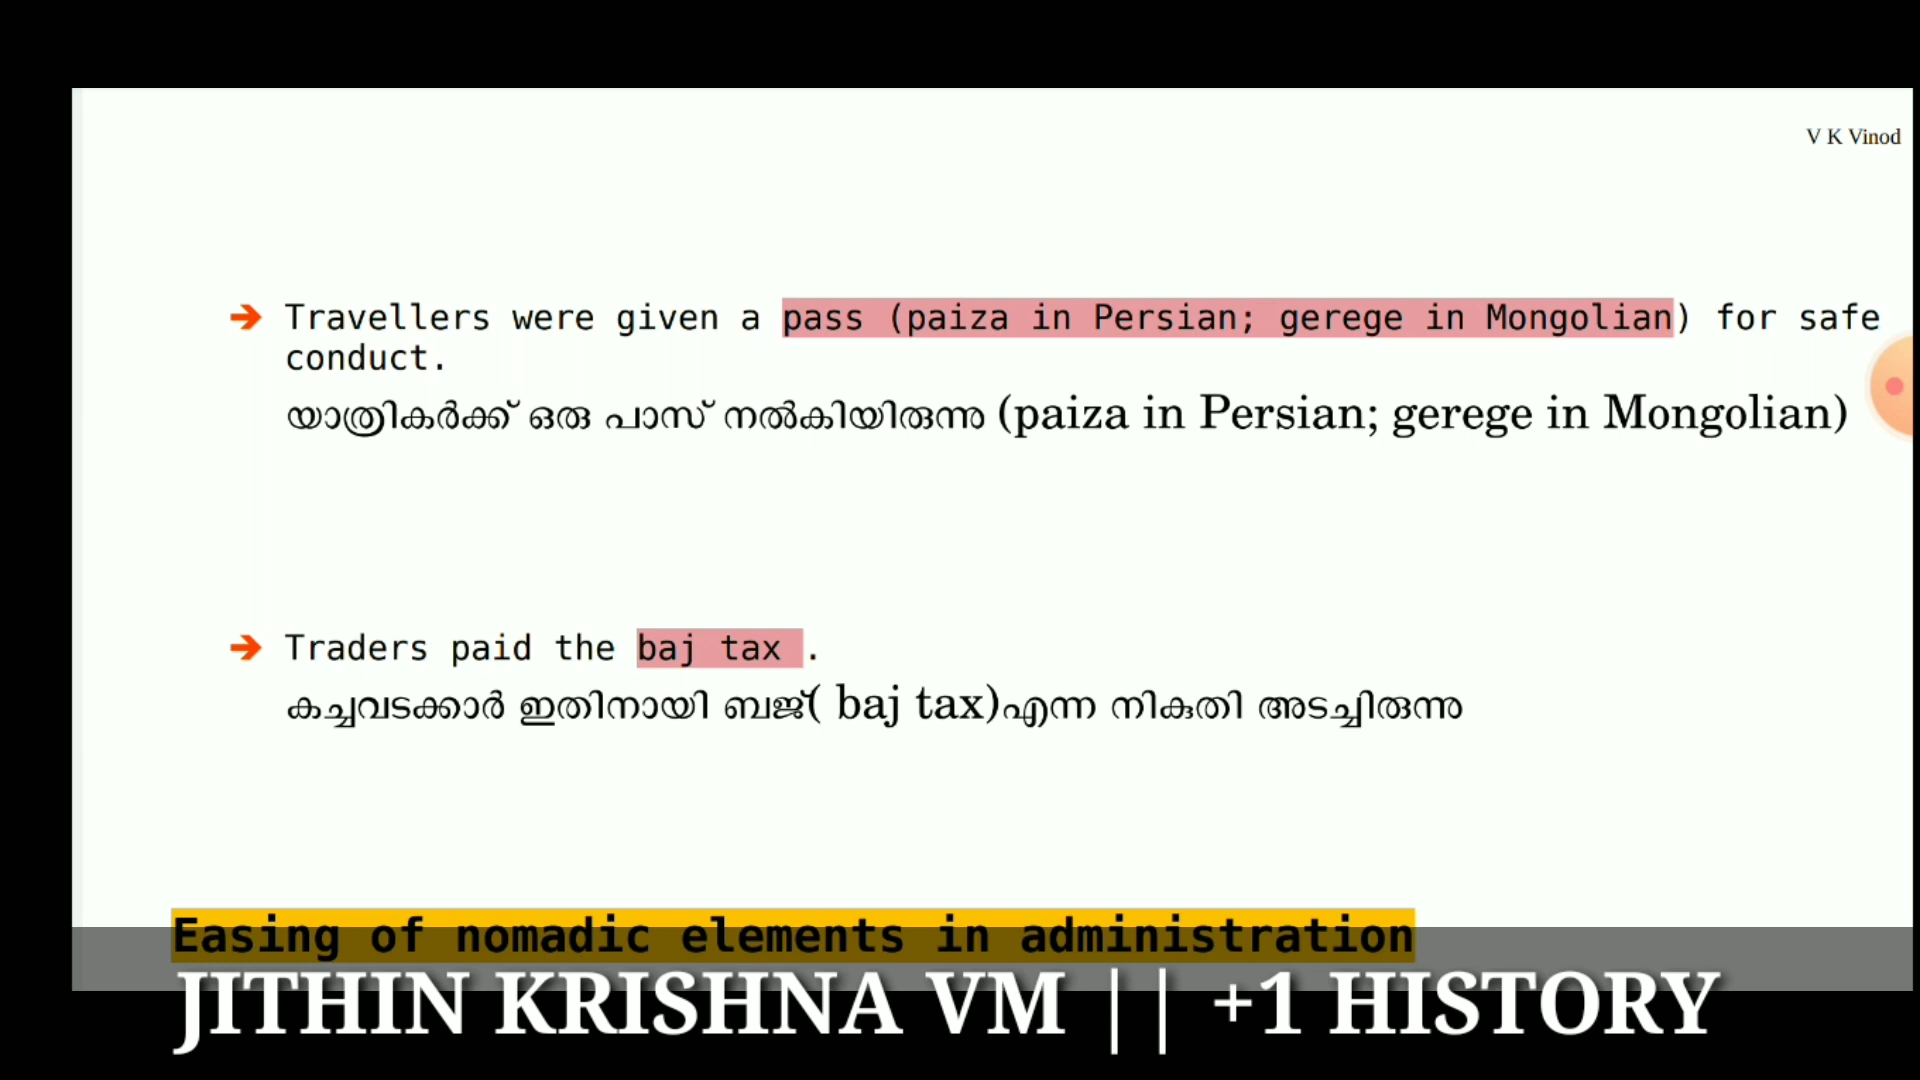 V K Vinod
➔ Travellers were given a pass (paiza in Persian; gerege in Mongolian) for safe
conduct.
യാത്രികർക്ക് ഒരു പാസ് നൽകിയിരുന്നു (paiza in Persian; gerege in Mongolian)
➔ Traders paid the baj tax .
കച്ചവടക്കാർ ഇതിനായി ബജ്( baj tax)എന്ന നികുതി അടച്ചിരുന്നു
Easing of nomadic elements in administration
JITHIN KRISHNA VM || +1 HISTORY